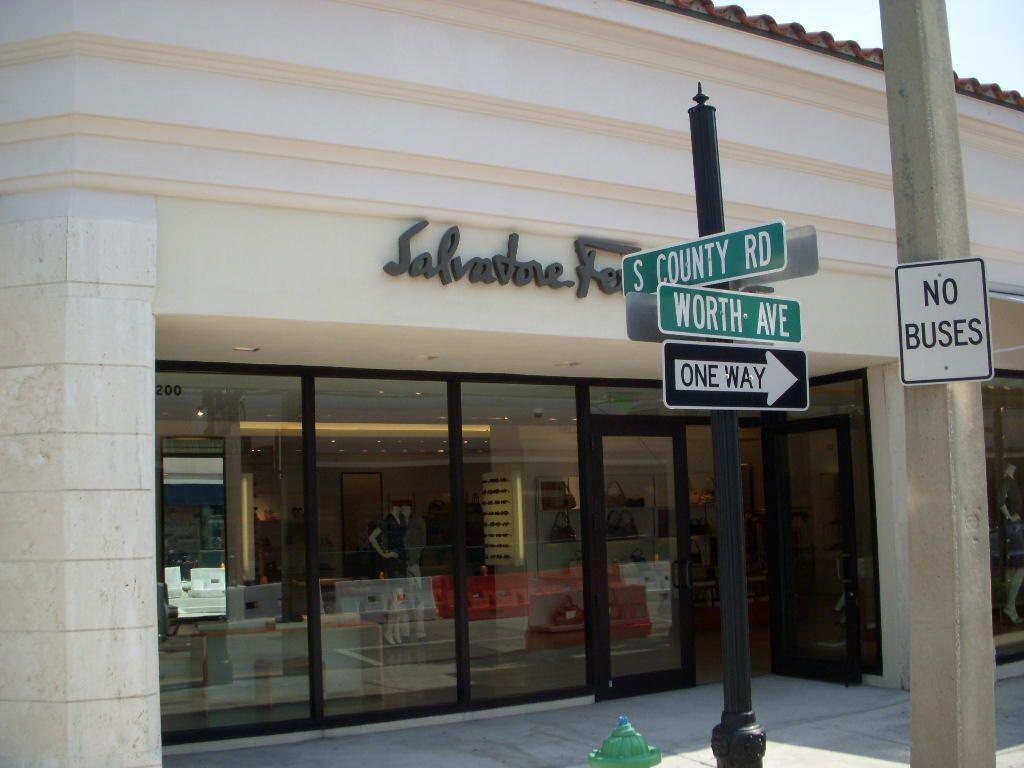 Salvatore Fe
S COUNTY RD
WORTH AVE
ONE WAY
NO
BUSES
200